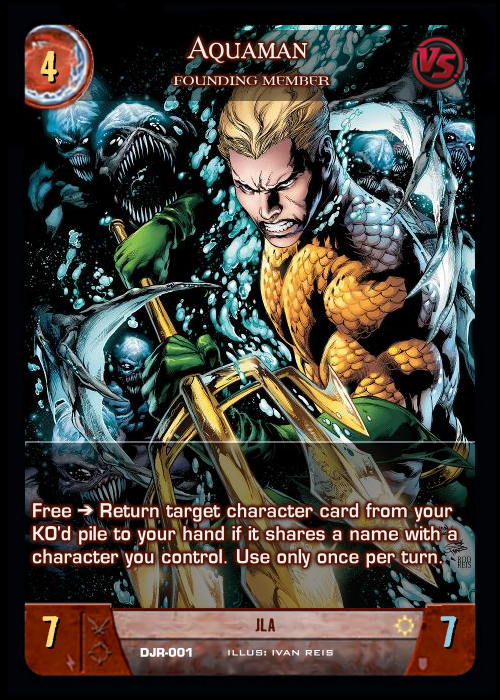 4
AQUAMAN
VS
FOUNDING MEMBER
Free ➔ Return target character card from your
KO'd pile to your hand if it shares a name with a
character you control. Use only once per turn.
ROD
REIS
7
JLA
7
DJR-001 ILLUS: IVAN REIS